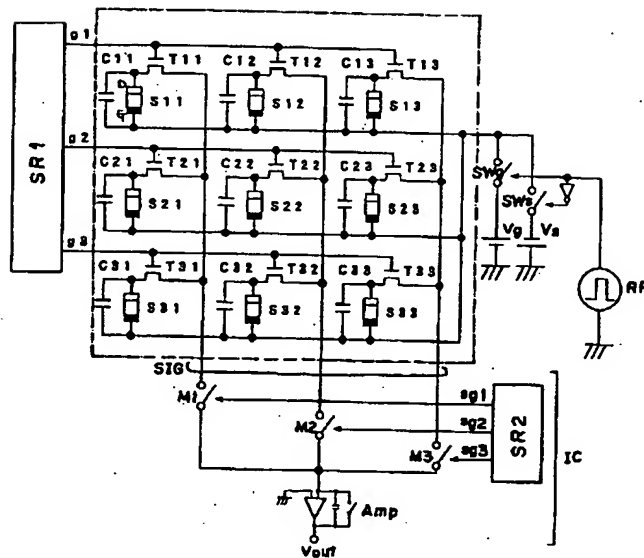 g1
C11 T11 C12 T12 C13 T13
D
G
S11 S12 S13
SR1
g2
C21 T21 C22 T22 C23 T23
S21 S22 S23
SWg
SWs
Vg Vs
g3
C31 T31 C32 T32 C33 T33
S31 S32 S33
RF
SIG
M1
sg1
M2
sg2
M3
sg3
SR2
IC
Amp
Vout